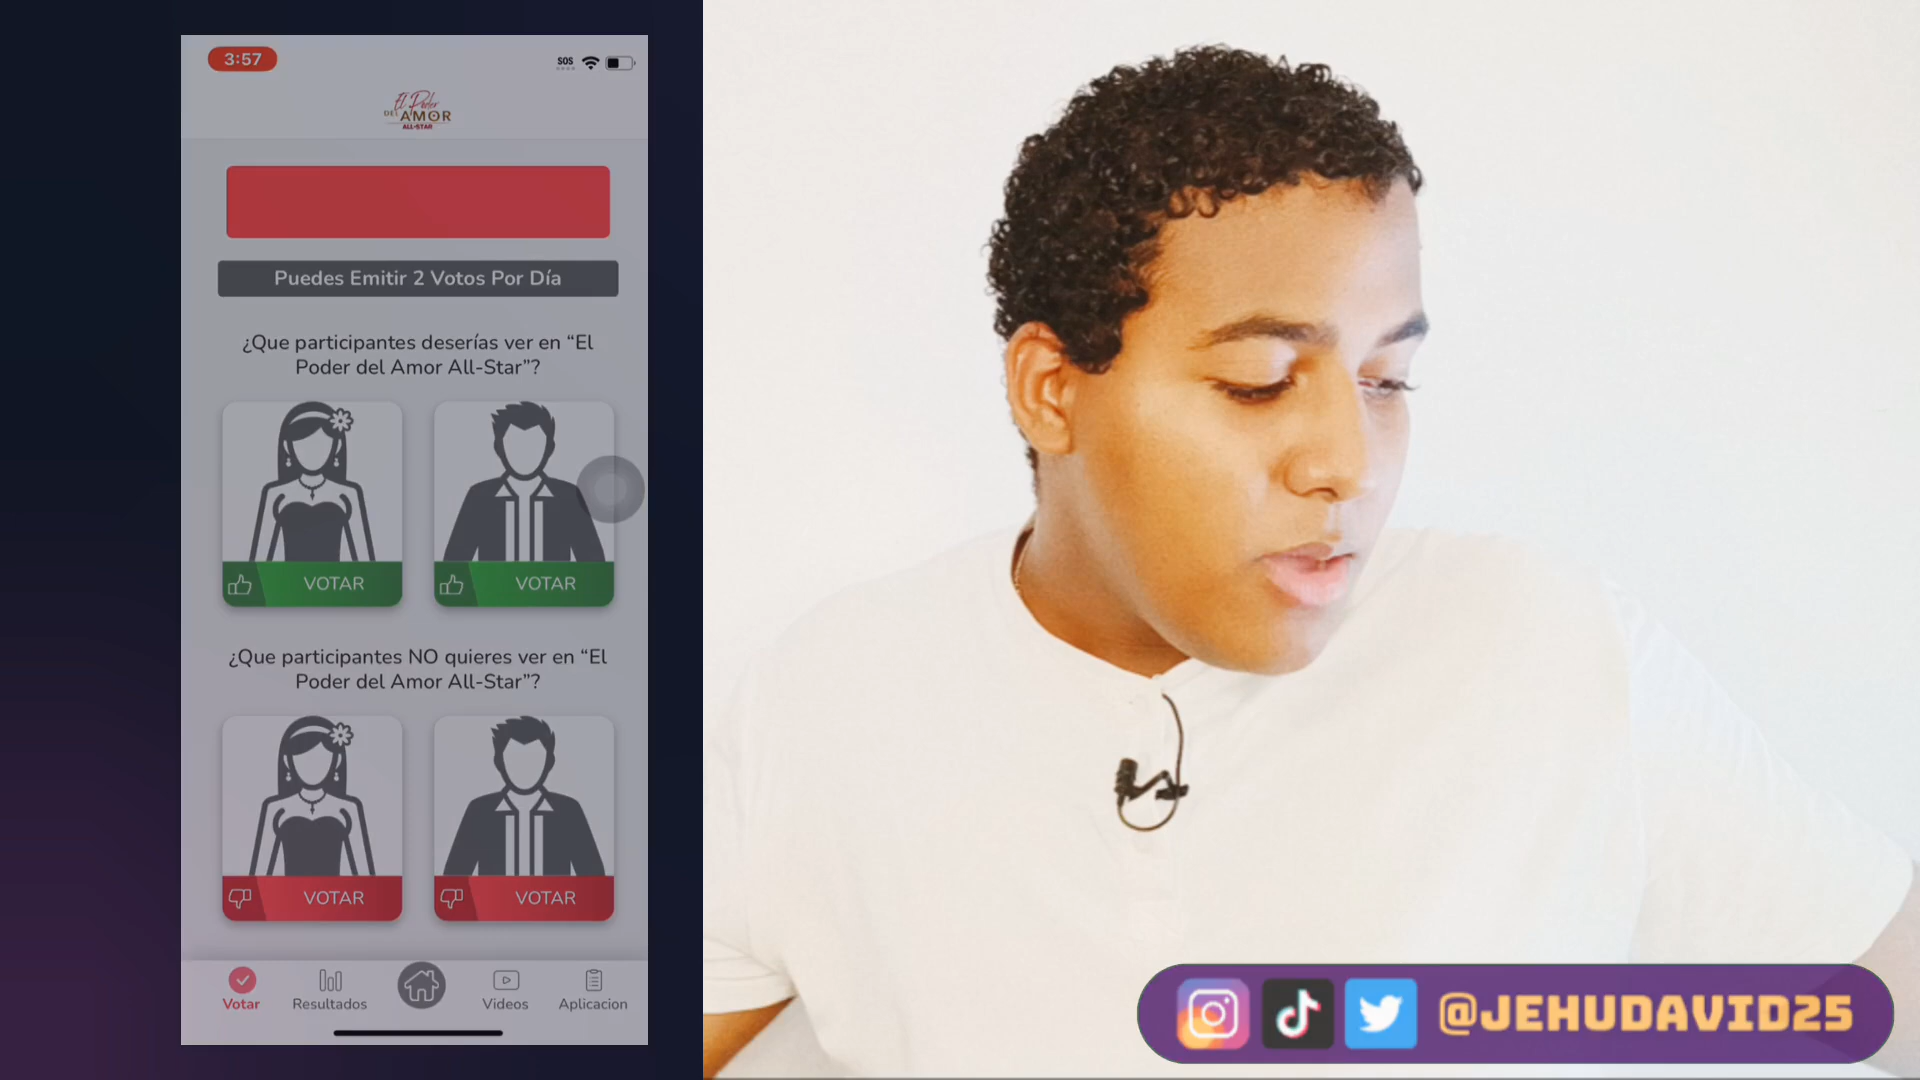 3:57
SOS
El Poder
DEL AMOR
ALL-STAR
Puedes Emitir 2 Votos Por Día
¿Que participantes deserías ver en “El
Poder del Amor All-Star”?
VOTAR
VOTAR
¿Que participantes NO quieres ver en “El
Poder del Amor All-Star”?
VOTAR
VOTAR
Votar
Resultados
Videos
Aplicacion
@JEHUDAVID25